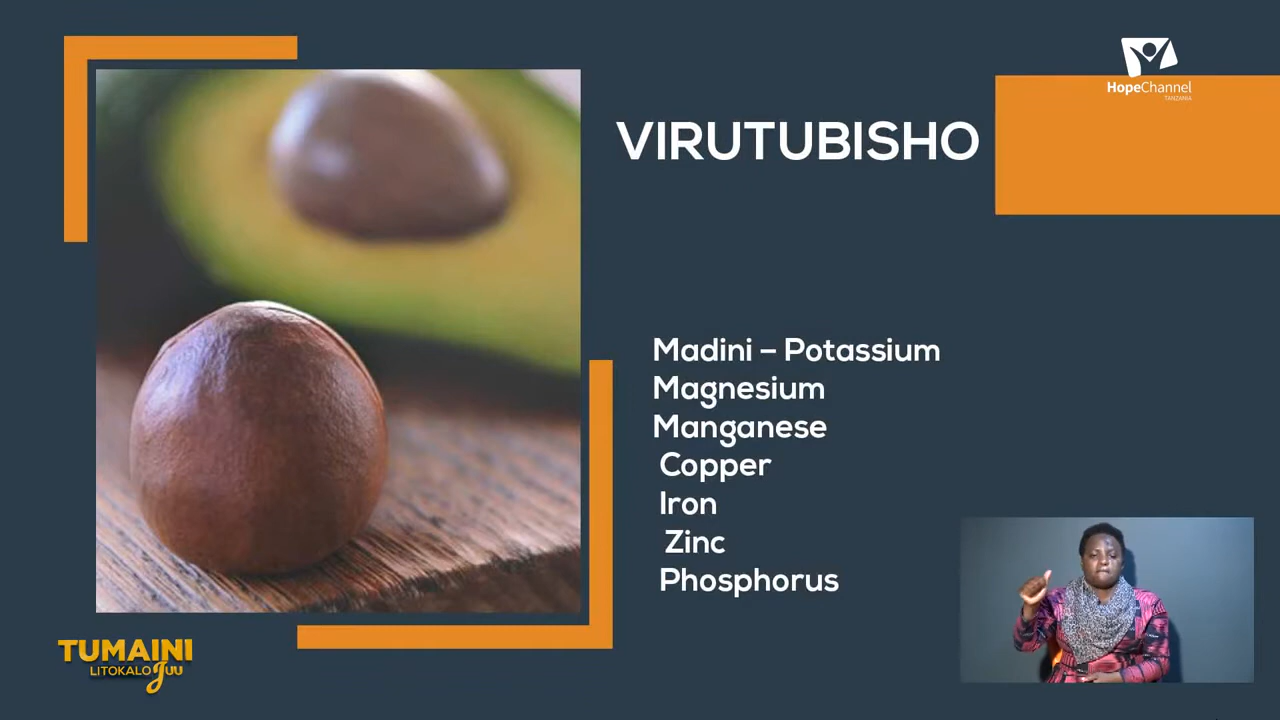 HopeChannel
TANZANIA
VIRUTUBISHO
Madini – Potassium
Magnesium
Manganese
Copper
Iron
Zinc
Phosphorus
TUMAINI
LITOKALO JUU